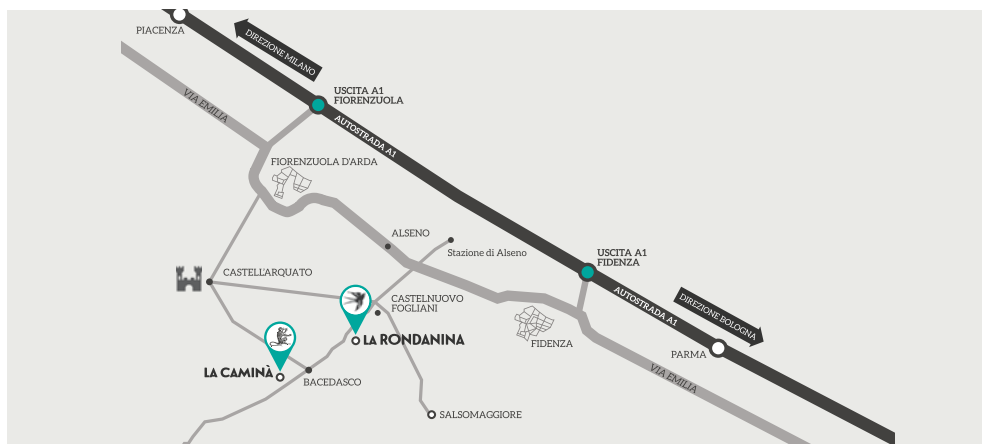 PIACENZA
DIREZIONE MILANO
USCITA A1
FIORENZUOLA
VIA EMILIA
AUTOSTRADA A1
FIORENZUOLA D'ARDA
ALSENO
Stazione di Alseno
USCITA A1
FIDENZA
CASTELL'ARQUATO
CASTELNUOVO
FOGLIANI
DIREZIONE BOLOGNA
AUTOSTRADA A1
LA RONDANINA
FIDENZA
PARMA
LA CAMINÀ
BACEDASCO
VIA EMILIA
SALSOMAGGIORE